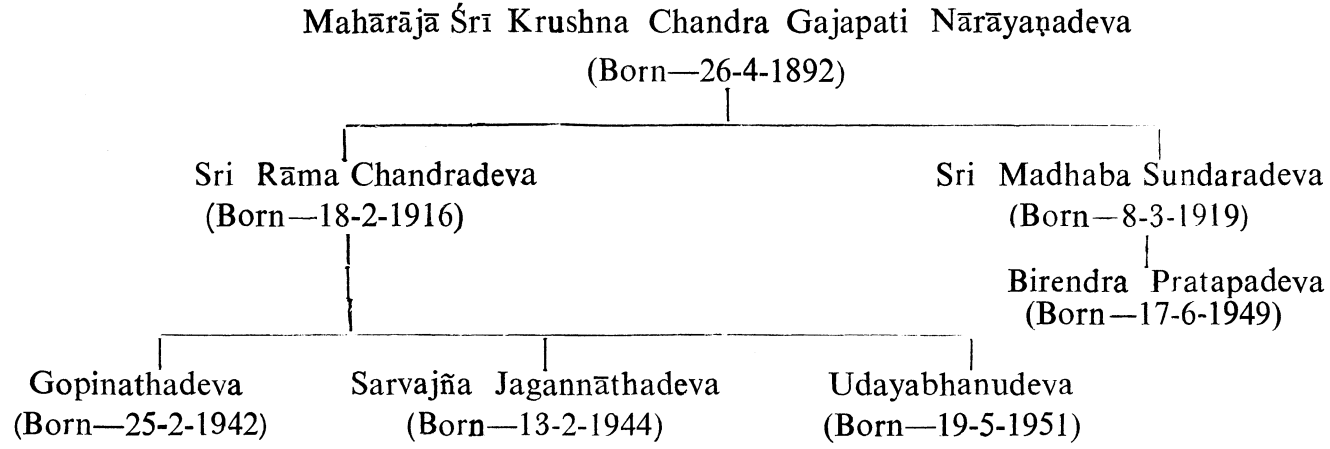 Mahārājā Śrī Krushna Chandra Gajapati Nārāyaṇadeva
(Born—26-4-1892)
Sri Rāma Chandradeva
(Born—18-2-1916)
Sri Madhaba Sundaradeva
(Born—8-3-1919)
Birendra Pratapadeva
(Born—17-6-1949)
Gopinathadeva
(Born—25-2-1942)
Sarvajña Jagannāthadeva
(Born—13-2-1944)
Udayabhanudeva
(Born—19-5-1951)